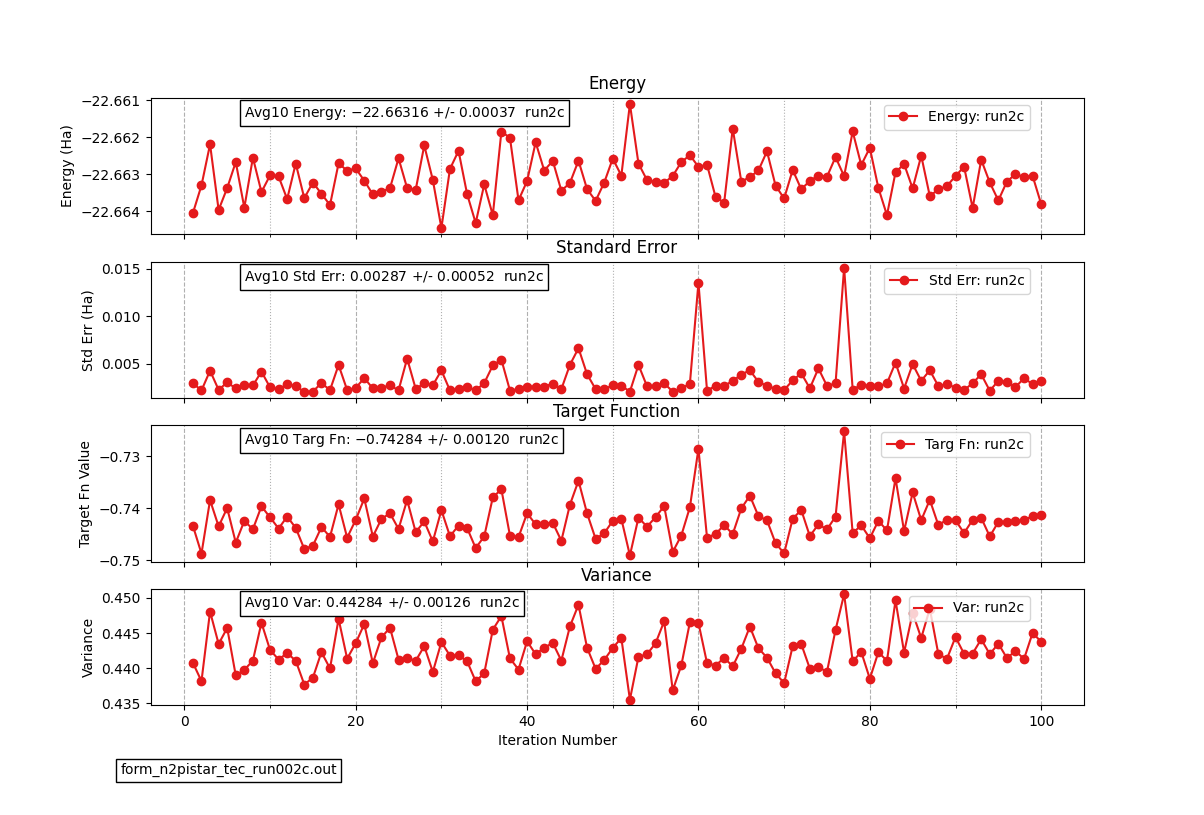 Energy
Energy (Ha)
−22.661
−22.662
−22.663
−22.664
Avg10 Energy: −22.66316 +/- 0.00037 run2c
Energy: run2c
Standard Error
Std Err (Ha)
0.015
0.010
0.005
Avg10 Std Err: 0.00287 +/- 0.00052 run2c
Std Err: run2c
Target Function
Target Fn Value
−0.73
−0.74
−0.75
Avg10 Targ Fn: −0.74284 +/- 0.00120 run2c
Targ Fn: run2c
Variance
Variance
0.450
0.445
0.440
0.435
Avg10 Var: 0.44284 +/- 0.00126 run2c
Var: run2c
0 20 40 60 80 100
Iteration Number
form_n2pistar_tec_run002c.out